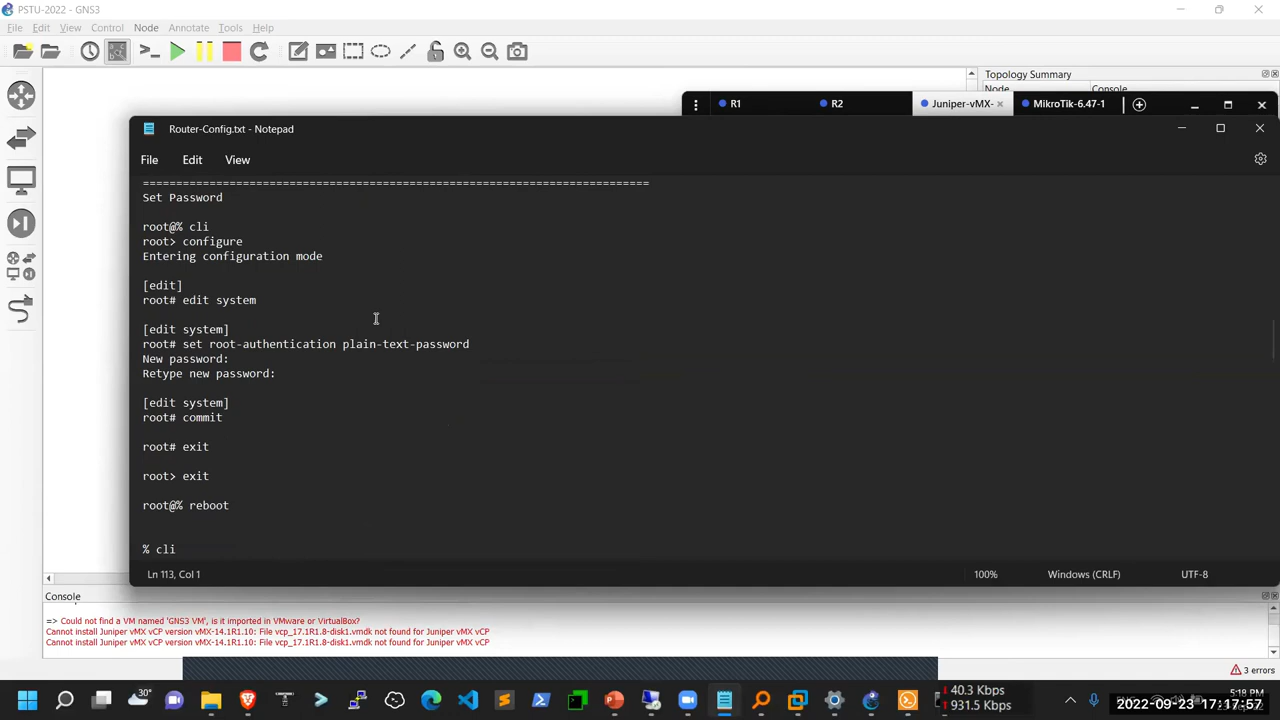 PSTU-2022 - GNS3
File Edit View Control Node Annotate Tools Help
Topology Summary
Node Console
R1 R2 Juniper-vMX- MikroTik-6.47-1
Router-Config.txt - Notepad
File Edit View
===========================================================================
Set Password
root@% cli
root> configure
Entering configuration mode
[edit]
root# edit system
[edit system]
root# set root-authentication plain-text-password
New password:
Retype new password:
[edit system]
root# commit
root# exit
root> exit
root@% reboot
% cli
Ln 113, Col 1 100% Windows (CRLF) UTF-8
Console
=> Could not find a VM named 'GNS3 VM', is it imported in VMware or VirtualBox?
Cannot install Juniper vMX vCP version vMX-14.1R1.10: File vcp_17.1R1.8-disk1.vmdk not found for Juniper vMX vCP
Cannot install Juniper vMX vCP version vMX-14.1R1.10: File vcp_17.1R1.8-disk1.vmdk not found for Juniper vMX vCP
3 errors
30°
40.3 Kbps
931.5 Kbps
5:18 PM
2022-09-23 17:17:57